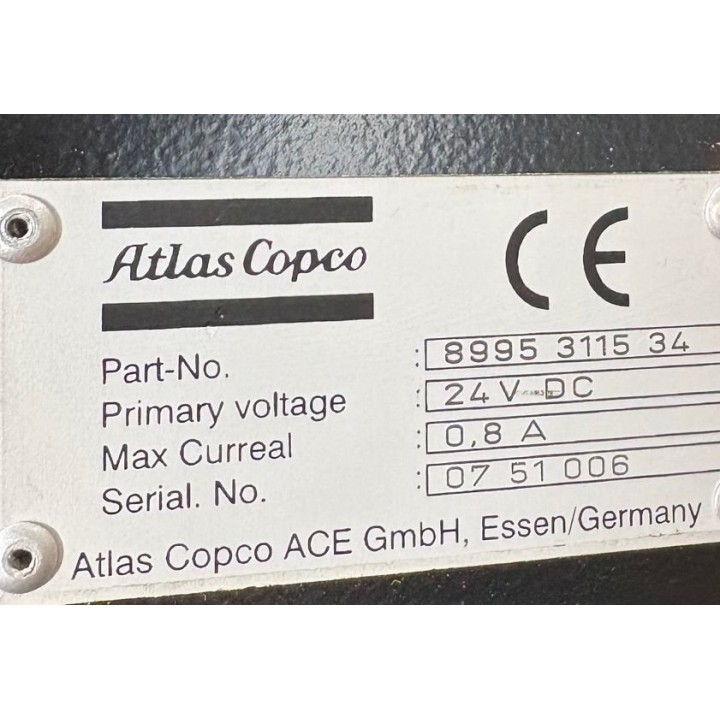 Atlas Copco
CE
Part-No. : 8995 3115 34
Primary voltage : 24 V DC
Max Curreal : 0,8 A
Serial. No. : 07 51 006
Atlas Copco ACE GmbH, Essen/Germany